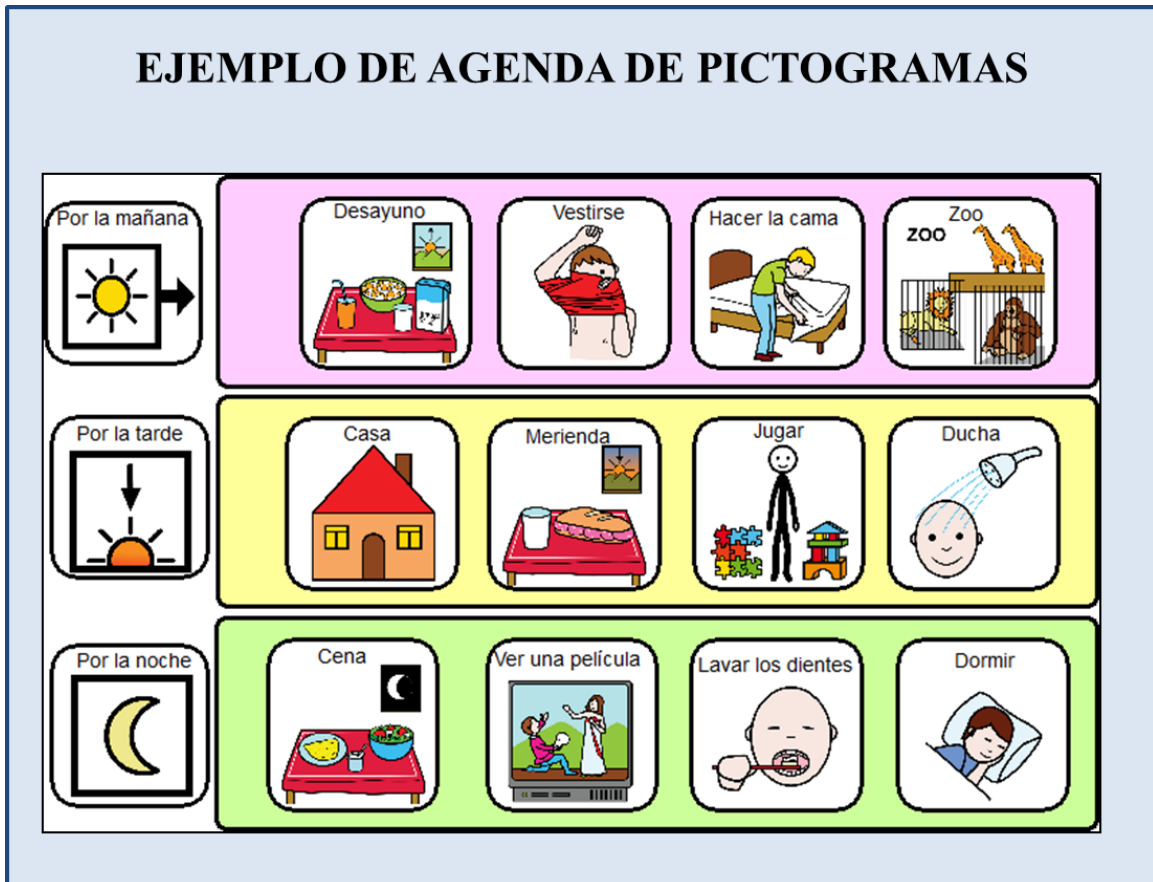 EJEMPLO DE AGENDA DE PICTOGRAMAS
Por la mañana
Desayuno
Vestirse
Hacer la cama
Zoo
ZOO
Por la tarde
Casa
Merienda
Jugar
Ducha
Por la noche
Cena
Ver una película
Lavar los dientes
Dormir